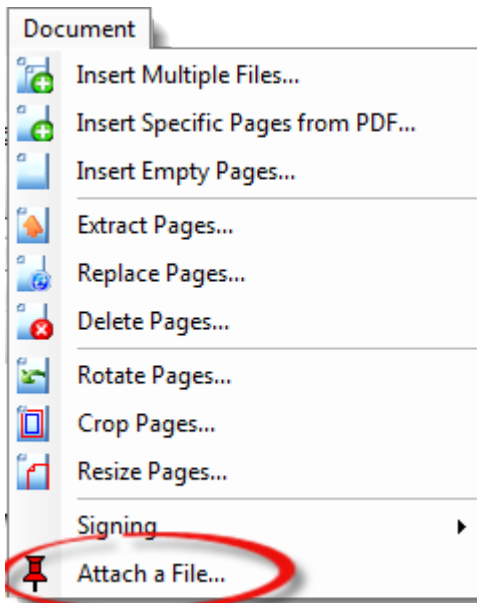 Document
Insert Multiple Files...
Insert Specific Pages from PDF...
Insert Empty Pages...
Extract Pages...
Replace Pages...
Delete Pages...
Rotate Pages...
Crop Pages...
Resize Pages...
Signing
Attach a File...